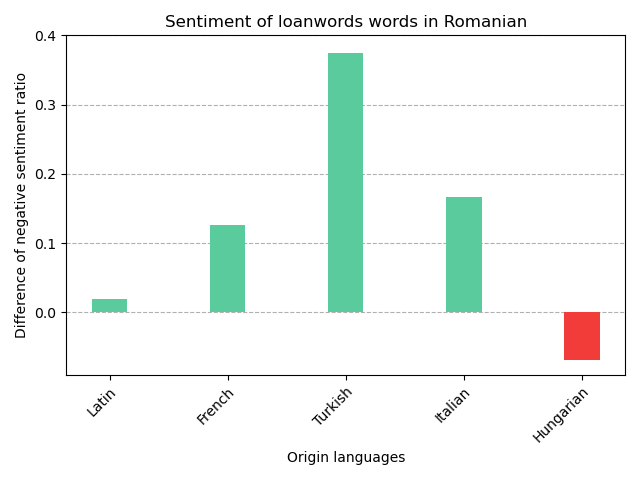 Sentiment of loanwords words in Romanian
Difference of negative sentiment ratio
0.4
0.3
0.2
0.1
0.0
Latin
French
Turkish
Italian
Hungarian
Origin languages